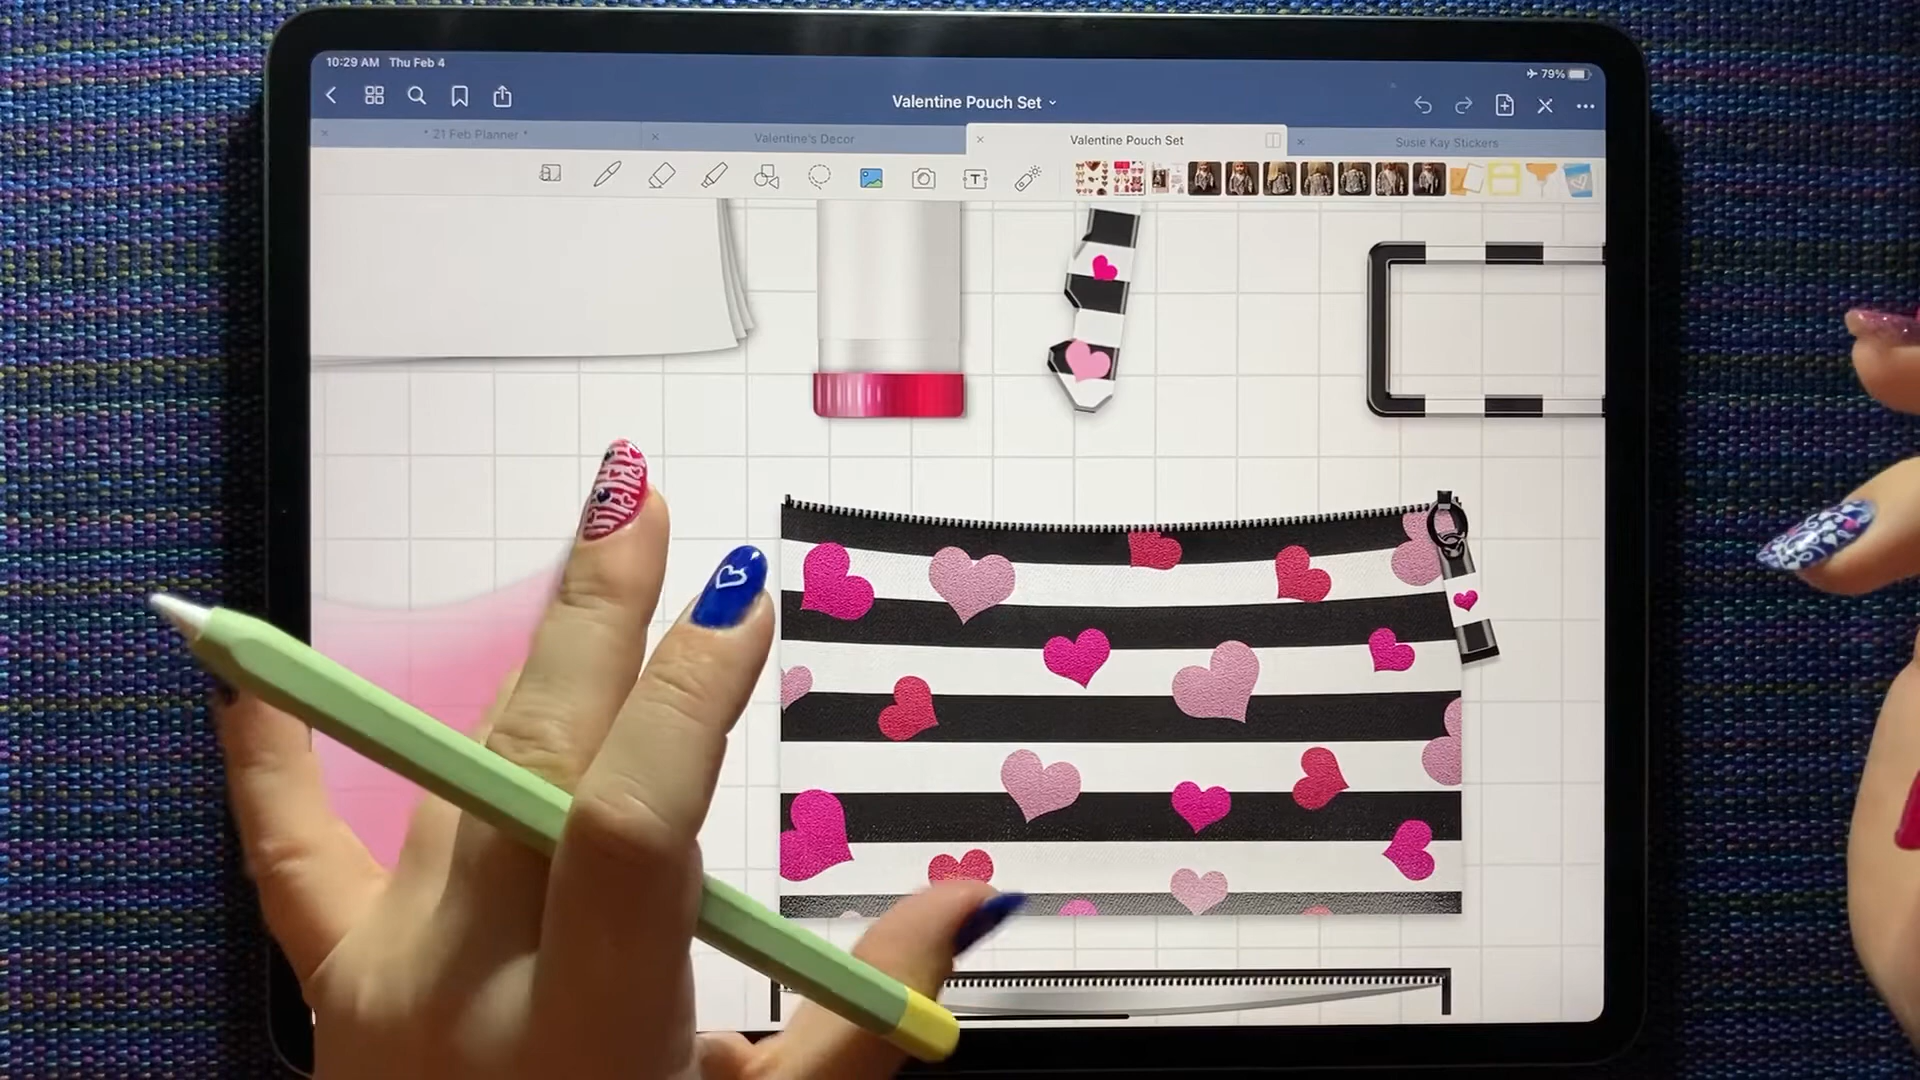 10:29 AM Thu Feb 4
79%
Valentine Pouch Set
* 21 Feb Planner *
Valentine's Decor
Valentine Pouch Set
Susie Kay Stickers
T